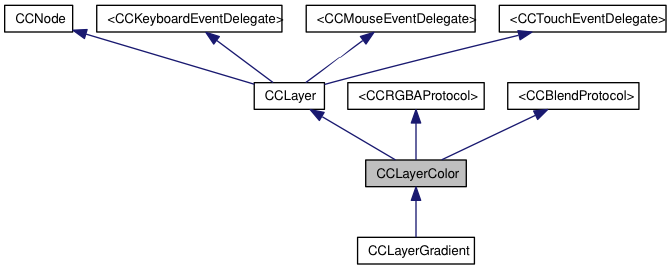 CCNode
<CCKeyboardEventDelegate>
<CCMouseEventDelegate>
<CCTouchEventDelegate>
CCLayer
<CCRGBAProtocol>
<CCBlendProtocol>
CCLayerColor
CCLayerGradient